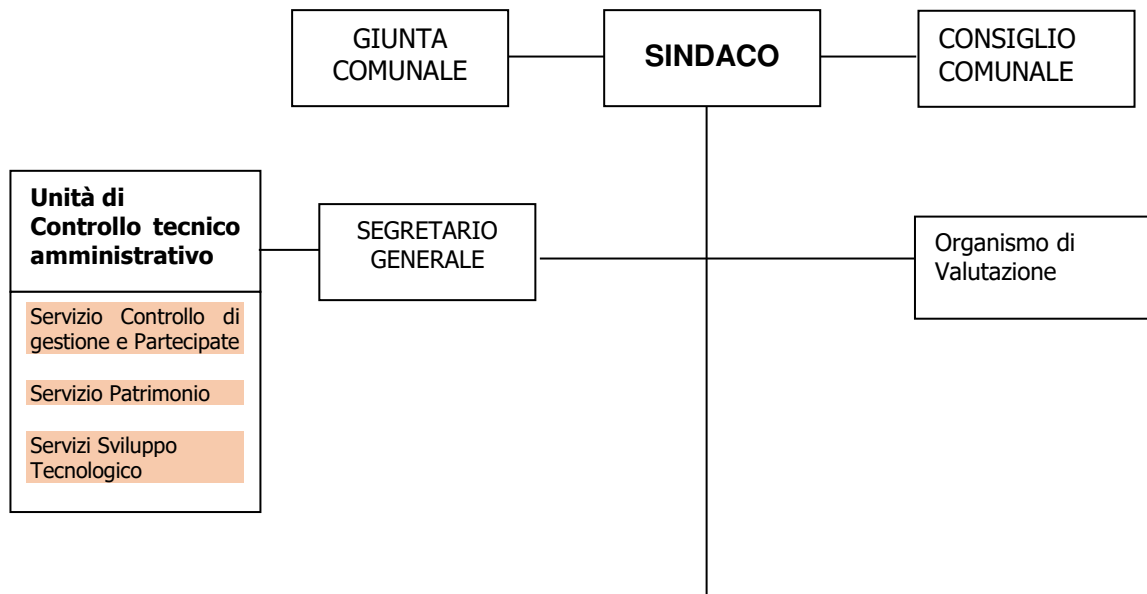 GIUNTA
COMUNALE
SINDACO
CONSIGLIO
COMUNALE
Unità di
Controllo tecnico
amministrativo
SEGRETARIO
GENERALE
Organismo di
Valutazione
Servizio Controllo di
gestione e Partecipate
Servizio Patrimonio
Servizi Sviluppo
Tecnologico